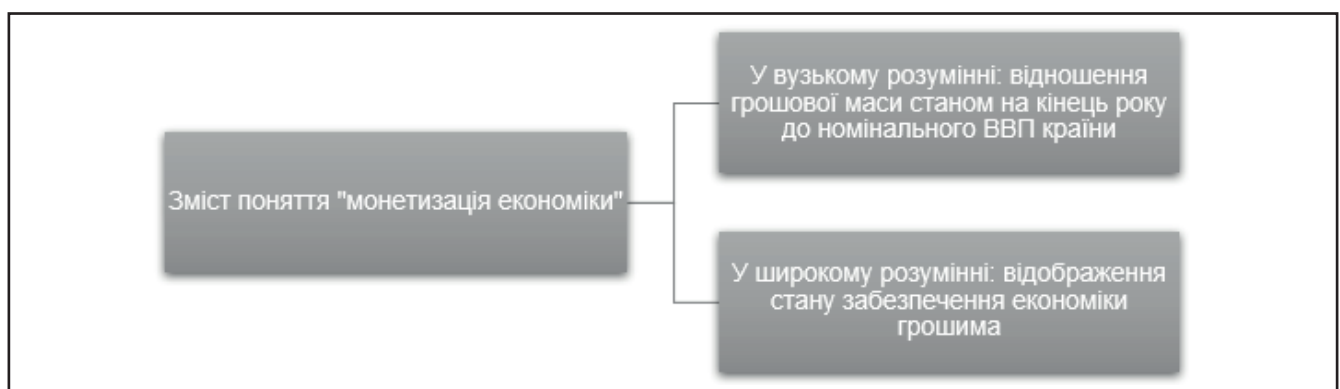 Зміст поняття "монетизація економіки"
У вузькому розумінні: відношення
грошової маси станом на кінець року
до номінального ВВП країни
У широкому розумінні: відображення
стану забезпечення економіки
грошима